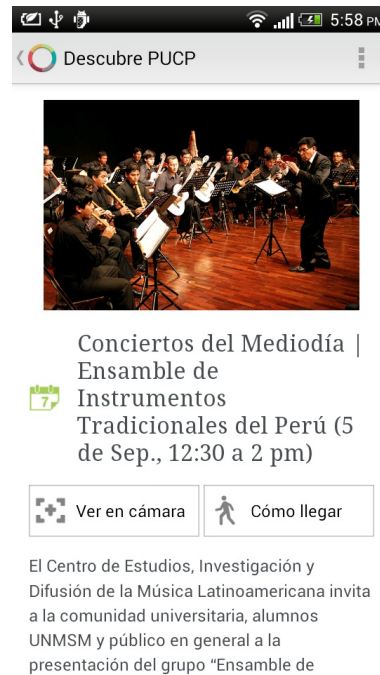 5:58 PM
Descubre PUCP
Conciertos del Mediodía |
Ensamble de
Instrumentos
Tradicionales del Perú (5
de Sep., 12:30 a 2 pm)
7
Ver en cámara
Cómo llegar
El Centro de Estudios, Investigación y
Difusión de la Música Latinoamericana invita
a la comunidad universitaria, alumnos
UNMSM y público en general a la
presentación del grupo “Ensamble de